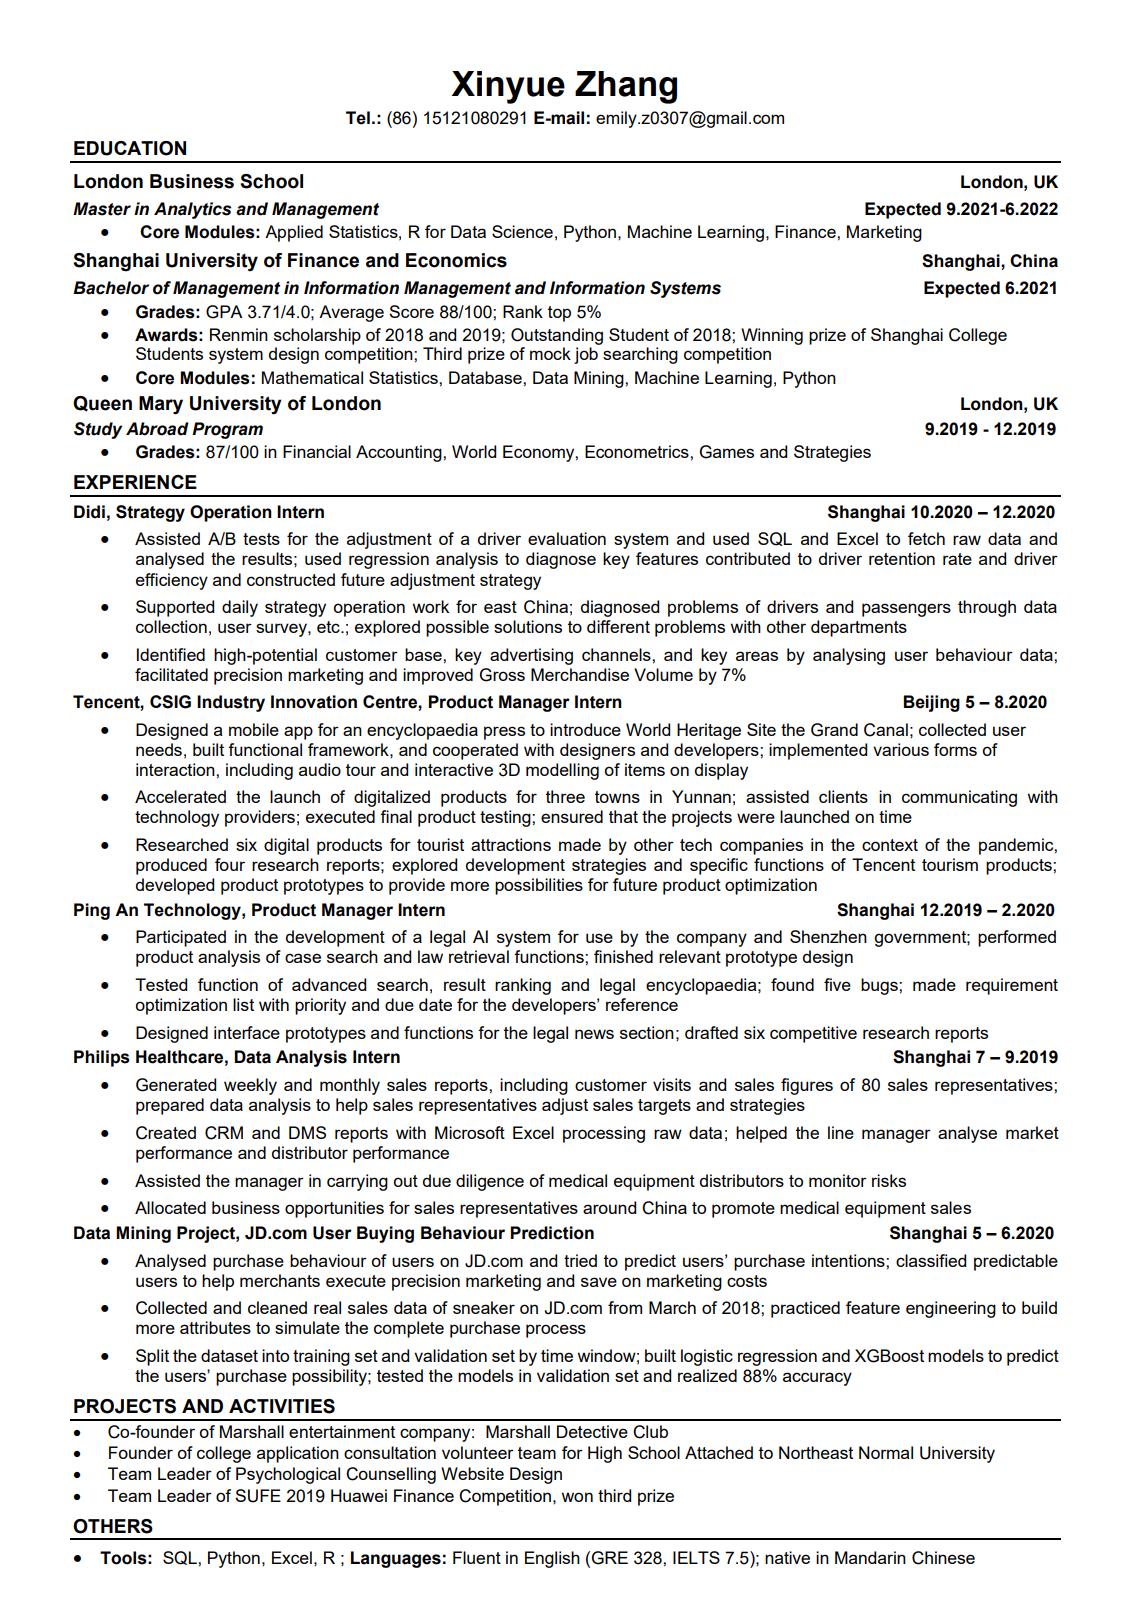 Xinyue Zhang
Tel.: (86) 15121080291 E-mail: emily.z0307@gmail.com
EDUCATION
London Business School London, UK
Master in Analytics and Management Expected 9.2021-6.2022
• Core Modules: Applied Statistics, R for Data Science, Python, Machine Learning, Finance, Marketing
Shanghai University of Finance and Economics Shanghai, China
Bachelor of Management in Information Management and Information Systems Expected 6.2021
• Grades: GPA 3.71/4.0; Average Score 88/100; Rank top 5%
• Awards: Renmin scholarship of 2018 and 2019; Outstanding Student of 2018; Winning prize of Shanghai College
Students system design competition; Third prize of mock job searching competition
• Core Modules: Mathematical Statistics, Database, Data Mining, Machine Learning, Python
Queen Mary University of London London, UK
Study Abroad Program 9.2019 - 12.2019
• Grades: 87/100 in Financial Accounting, World Economy, Econometrics, Games and Strategies
EXPERIENCE
Didi, Strategy Operation Intern Shanghai 10.2020 – 12.2020
• Assisted A/B tests for the adjustment of a driver evaluation system and used SQL and Excel to fetch raw data and
analysed the results; used regression analysis to diagnose key features contributed to driver retention rate and driver
efficiency and constructed future adjustment strategy
• Supported daily strategy operation work for east China; diagnosed problems of drivers and passengers through data
collection, user survey, etc.; explored possible solutions to different problems with other departments
• Identified high-potential customer base, key advertising channels, and key areas by analysing user behaviour data;
facilitated precision marketing and improved Gross Merchandise Volume by 7%
Tencent, CSIG Industry Innovation Centre, Product Manager Intern Beijing 5 – 8.2020
• Designed a mobile app for an encyclopaedia press to introduce World Heritage Site the Grand Canal; collected user
needs, built functional framework, and cooperated with designers and developers; implemented various forms of
interaction, including audio tour and interactive 3D modelling of items on display
• Accelerated the launch of digitalized products for three towns in Yunnan; assisted clients in communicating with
technology providers; executed final product testing; ensured that the projects were launched on time
• Researched six digital products for tourist attractions made by other tech companies in the context of the pandemic,
produced four research reports; explored development strategies and specific functions of Tencent tourism products;
developed product prototypes to provide more possibilities for future product optimization
Ping An Technology, Product Manager Intern Shanghai 12.2019 – 2.2020
• Participated in the development of a legal AI system for use by the company and Shenzhen government; performed
product analysis of case search and law retrieval functions; finished relevant prototype design
• Tested function of advanced search, result ranking and legal encyclopaedia; found five bugs; made requirement
optimization list with priority and due date for the developers’ reference
• Designed interface prototypes and functions for the legal news section; drafted six competitive research reports
Philips Healthcare, Data Analysis Intern Shanghai 7 – 9.2019
• Generated weekly and monthly sales reports, including customer visits and sales figures of 80 sales representatives;
prepared data analysis to help sales representatives adjust sales targets and strategies
• Created CRM and DMS reports with Microsoft Excel processing raw data; helped the line manager analyse market
performance and distributor performance
• Assisted the manager in carrying out due diligence of medical equipment distributors to monitor risks
• Allocated business opportunities for sales representatives around China to promote medical equipment sales
Data Mining Project, JD.com User Buying Behaviour Prediction Shanghai 5 – 6.2020
• Analysed purchase behaviour of users on JD.com and tried to predict users’ purchase intentions; classified predictable
users to help merchants execute precision marketing and save on marketing costs
• Collected and cleaned real sales data of sneaker on JD.com from March of 2018; practiced feature engineering to build
more attributes to simulate the complete purchase process
• Split the dataset into training set and validation set by time window; built logistic regression and XGBoost models to predict
the users’ purchase possibility; tested the models in validation set and realized 88% accuracy
PROJECTS AND ACTIVITIES
• Co-founder of Marshall entertainment company: Marshall Detective Club
• Founder of college application consultation volunteer team for High School Attached to Northeast Normal University
• Team Leader of Psychological Counselling Website Design
• Team Leader of SUFE 2019 Huawei Finance Competition, won third prize
OTHERS
• Tools: SQL, Python, Excel, R ; Languages: Fluent in English (GRE 328, IELTS 7.5); native in Mandarin Chinese